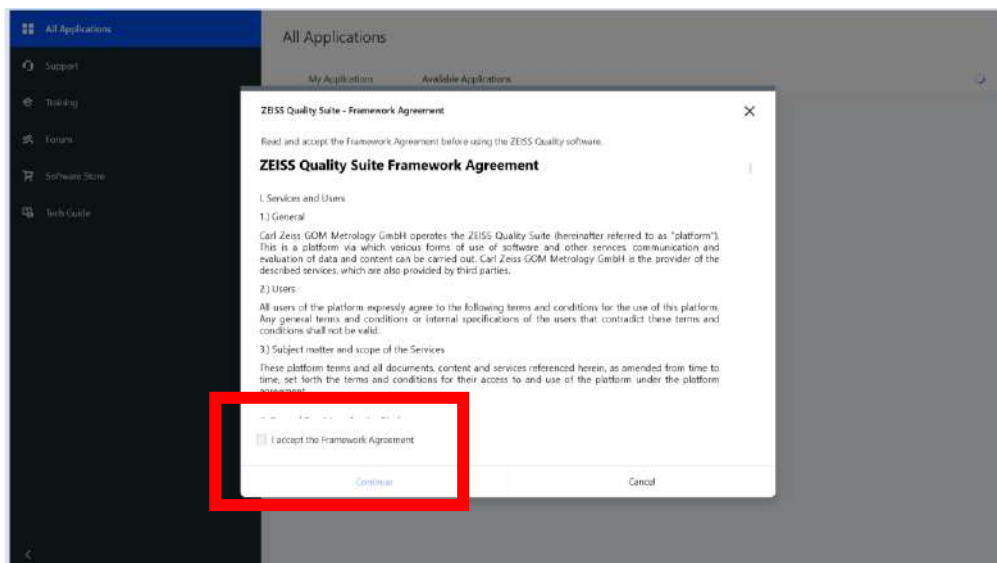 All Applications
All Applications
Support
My Applications
Available Applications
Training
ZEISS Quality Suite - Framework Agreement
Forum
Read and accept the Framework Agreement before using the ZEISS Quality software.
ZEISS Quality Suite Framework Agreement
Software Store
I. Services and Users
Tech Guide
1.) General
Carl Zeiss GOM Metrology GmbH operates the ZEISS Quality Suite (hereinafter referred to as "platform").
This is a platform via which various forms of use of software and other services, communication and
evaluation of data and content can be carried out. Carl Zeiss GOM Metrology GmbH is the provider of the
described services, which are also provided by third parties.
2.) Users
All users of the platform expressly agree to the following terms and conditions for the use of this platform.
Any general terms and conditions or internal specifications of the users that contradict these terms and
conditions shall not be valid.
3.) Subject matter and scope of the Services
These platform terms and all documents, content and services referenced herein, as amended from time to
time, set forth the terms and conditions for their access to and use of the platform under the platform
agreement.
I accept the Framework Agreement
Continue
Cancel